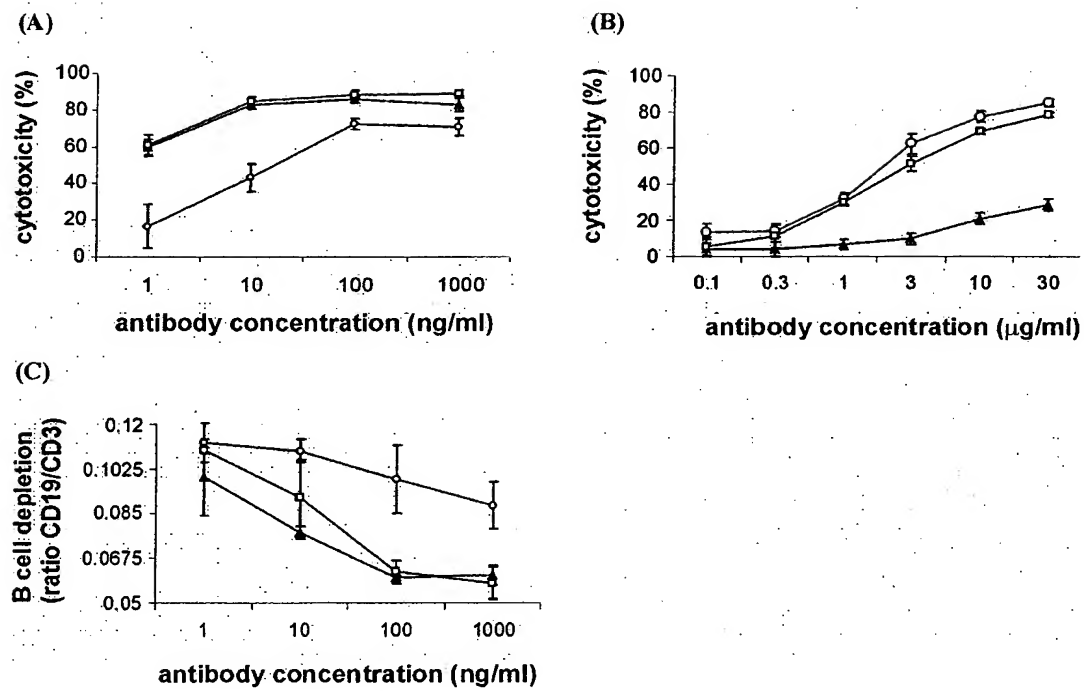 (A)
cytotoxicity (%)
100
80
60
40
20
0
1 10 100 1000
antibody concentration (ng/ml)
(B)
cytotoxicity (%)
100
80
60
40
20
0
0.1 0.3 1 3 10 30
antibody concentration (µg/ml)
(C)
B cell depletion
(ratio CD19/CD3)
0.12
0.1025
0.085
0.0675
0.05
1 10 100 1000
antibody concentration (ng/ml)